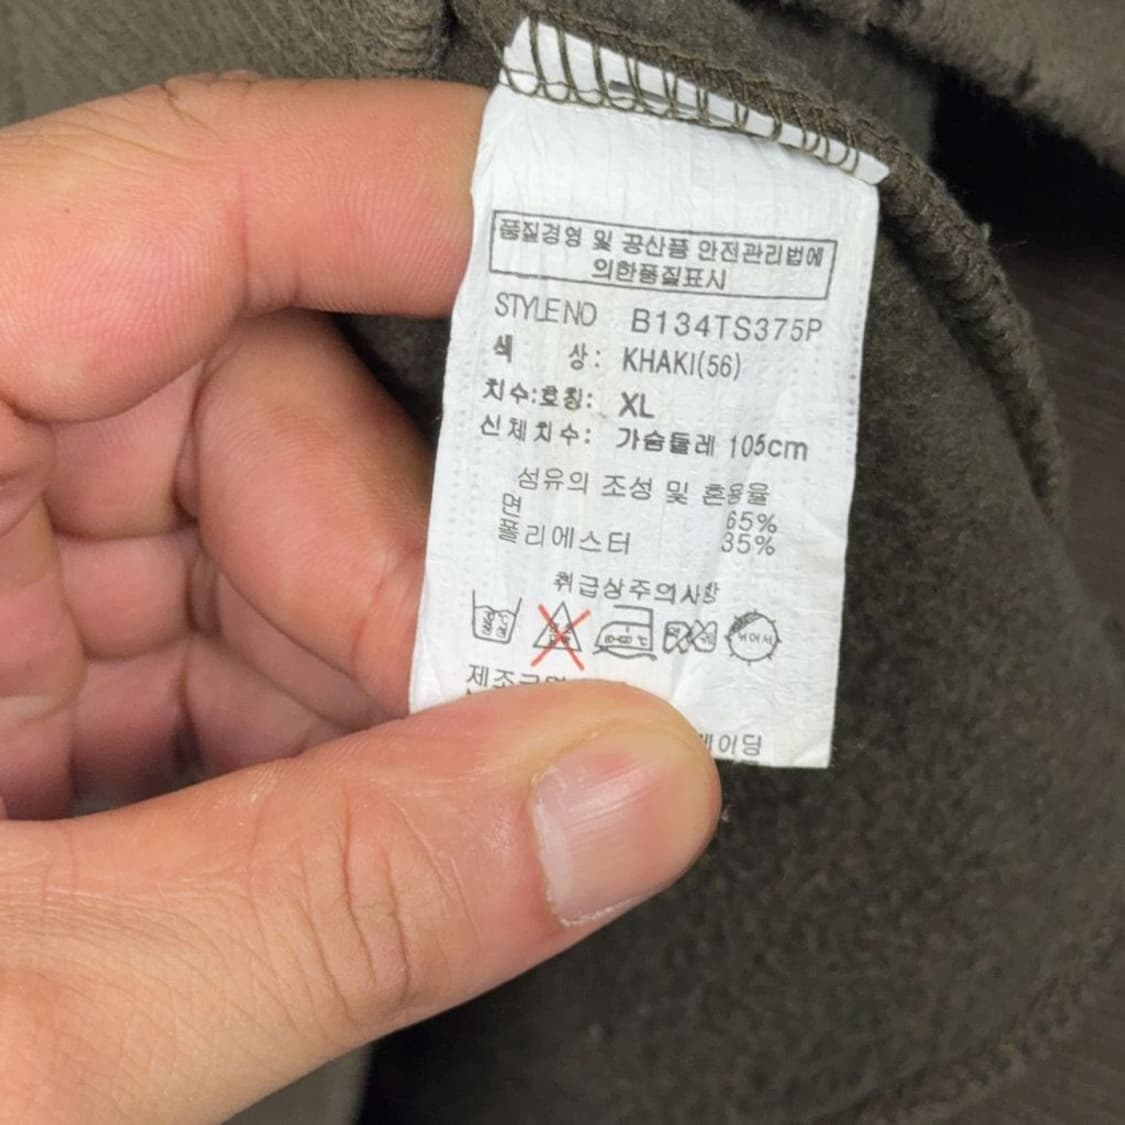 품질경영 및 공산품 안전관리법에
의한품질표시
STYLE NO B134TS375P
색 상: KHAKI(56)
치수:호칭: XL
신체치수: 가슴둘레 105cm
섬유의 조성 및 혼용율
면 65%
폴리에스터 35%
취급상주의사항
뉘어서